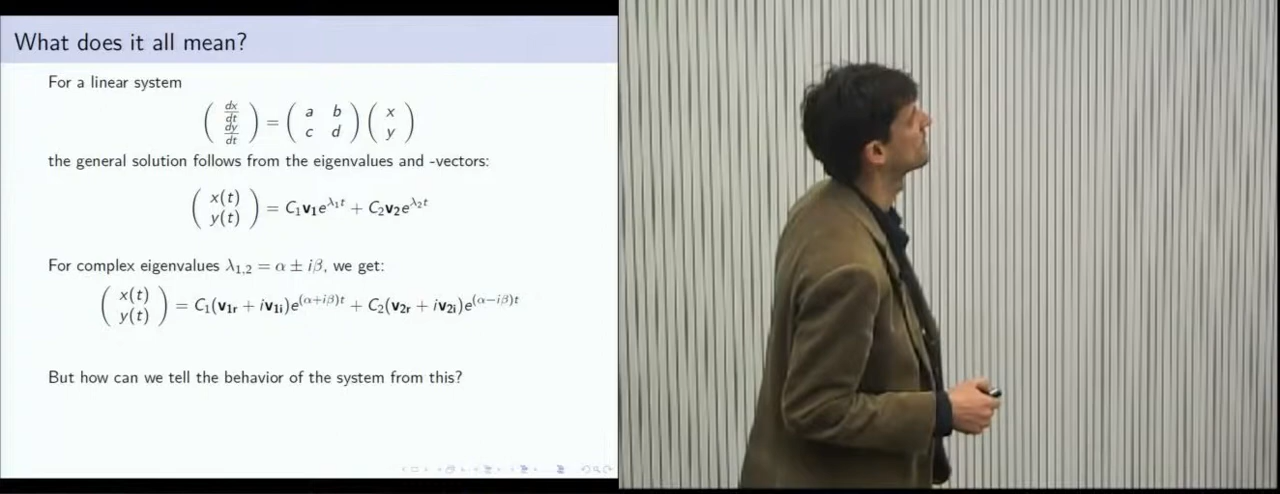 What does it all mean?
For a linear system
( dx/dt dy/dt ) = ( a b c d ) ( x y )
the general solution follows from the eigenvalues and -vectors:
( x(t) y(t) ) = C₁v₁e^{λ₁t} + C₂v₂e^{λ₂t}
For complex eigenvalues λ₁,₂ = α ± iβ, we get:
( x(t) y(t) ) = C₁(v₁ᵣ + iv₁ᵢ)e^{(α+iβ)t} + C₂(v₂ᵣ + iv₂ᵢ)e^{(α−iβ)t}
But how can we tell the behavior of the system from this?